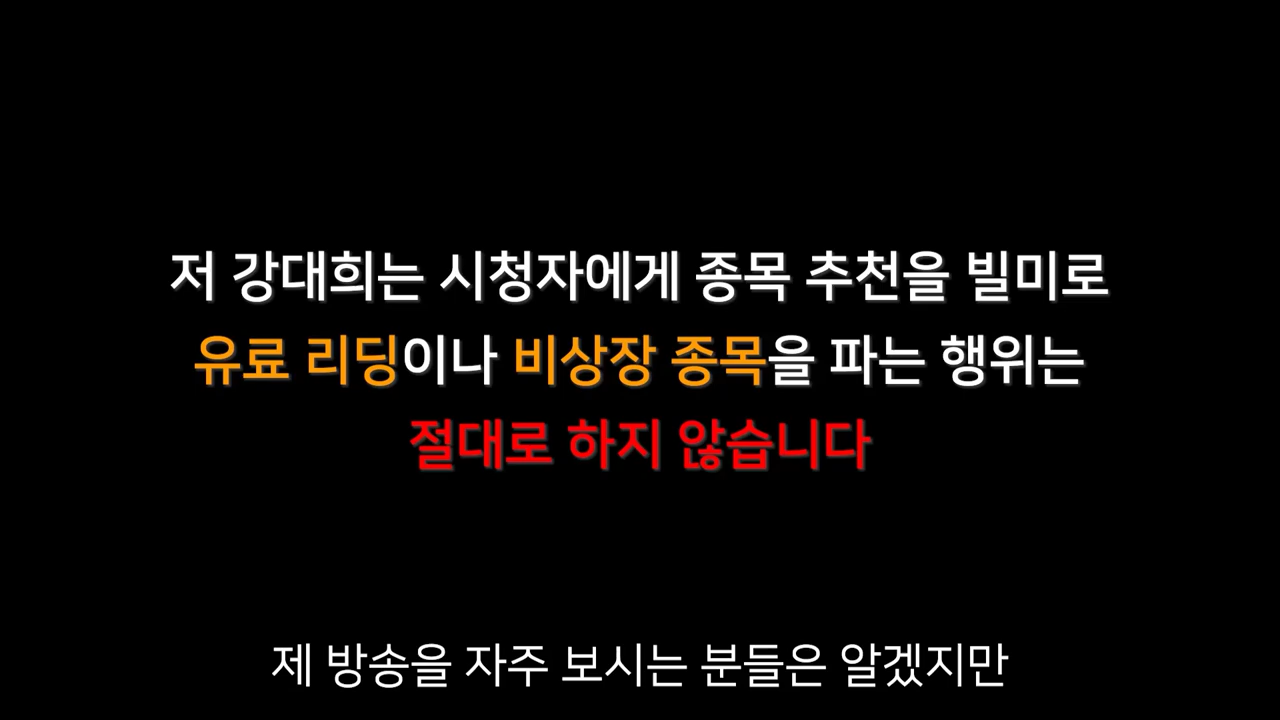 저 강대희는 시청자에게 종목 추천을 빌미로
유료 리딩이나 비상장 종목을 파는 행위는
절대로 하지 않습니다
제 방송을 자주 보시는 분들은 알겠지만